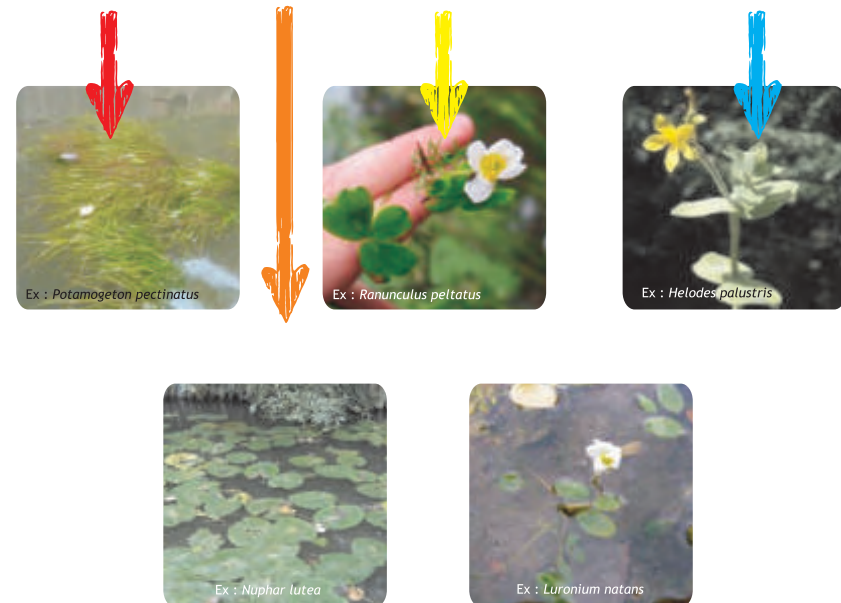 Ex : Potamogeton pectinatus
Ex : Ranunculus peltatus
Ex : Helodes palustris
Ex : Nuphar lutea
Ex : Luronium natans